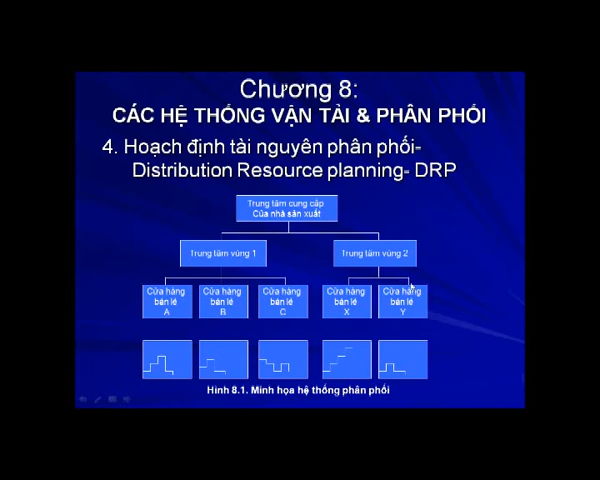 Chương 8:
CÁC HỆ THỐNG VẬN TẢI & PHÂN PHỐI
4. Hoạch định tài nguyên phân phối-
Distribution Resource planning- DRP
Trung tâm cung cấp
Của nhà sản xuất
Trung tâm vùng 1
Trung tâm vùng 2
Cửa hàng bán lẻ A
Cửa hàng bán lẻ B
Cửa hàng bán lẻ C
Cửa hàng bán lẻ X
Cửa hàng bán lẻ Y
Hình 8.1. Minh họa hệ thống phân phối